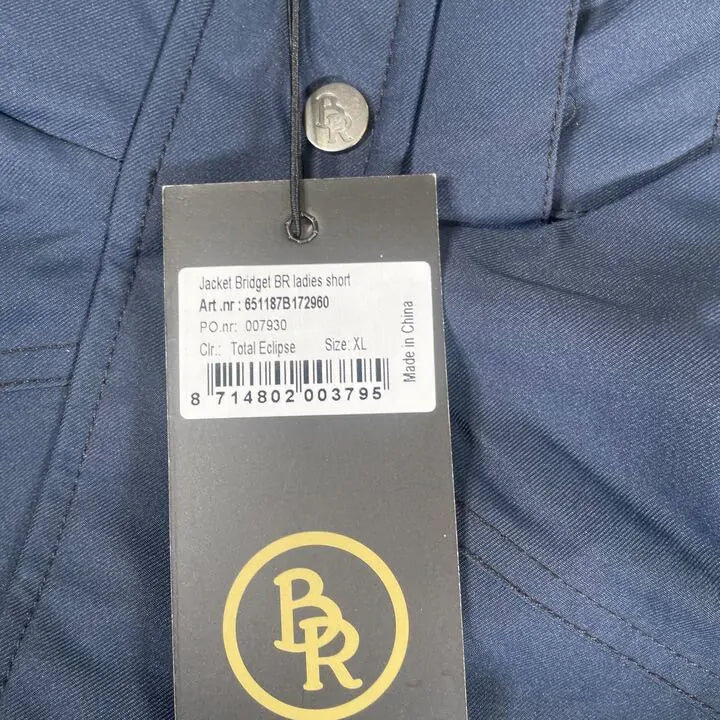 BR
Jacket Bridget BR ladies short
Art .nr : 651187B172960
PO.nr: 007930
Clr.: Total Eclipse Size: XL
Made in China
8 714802 003795
BR